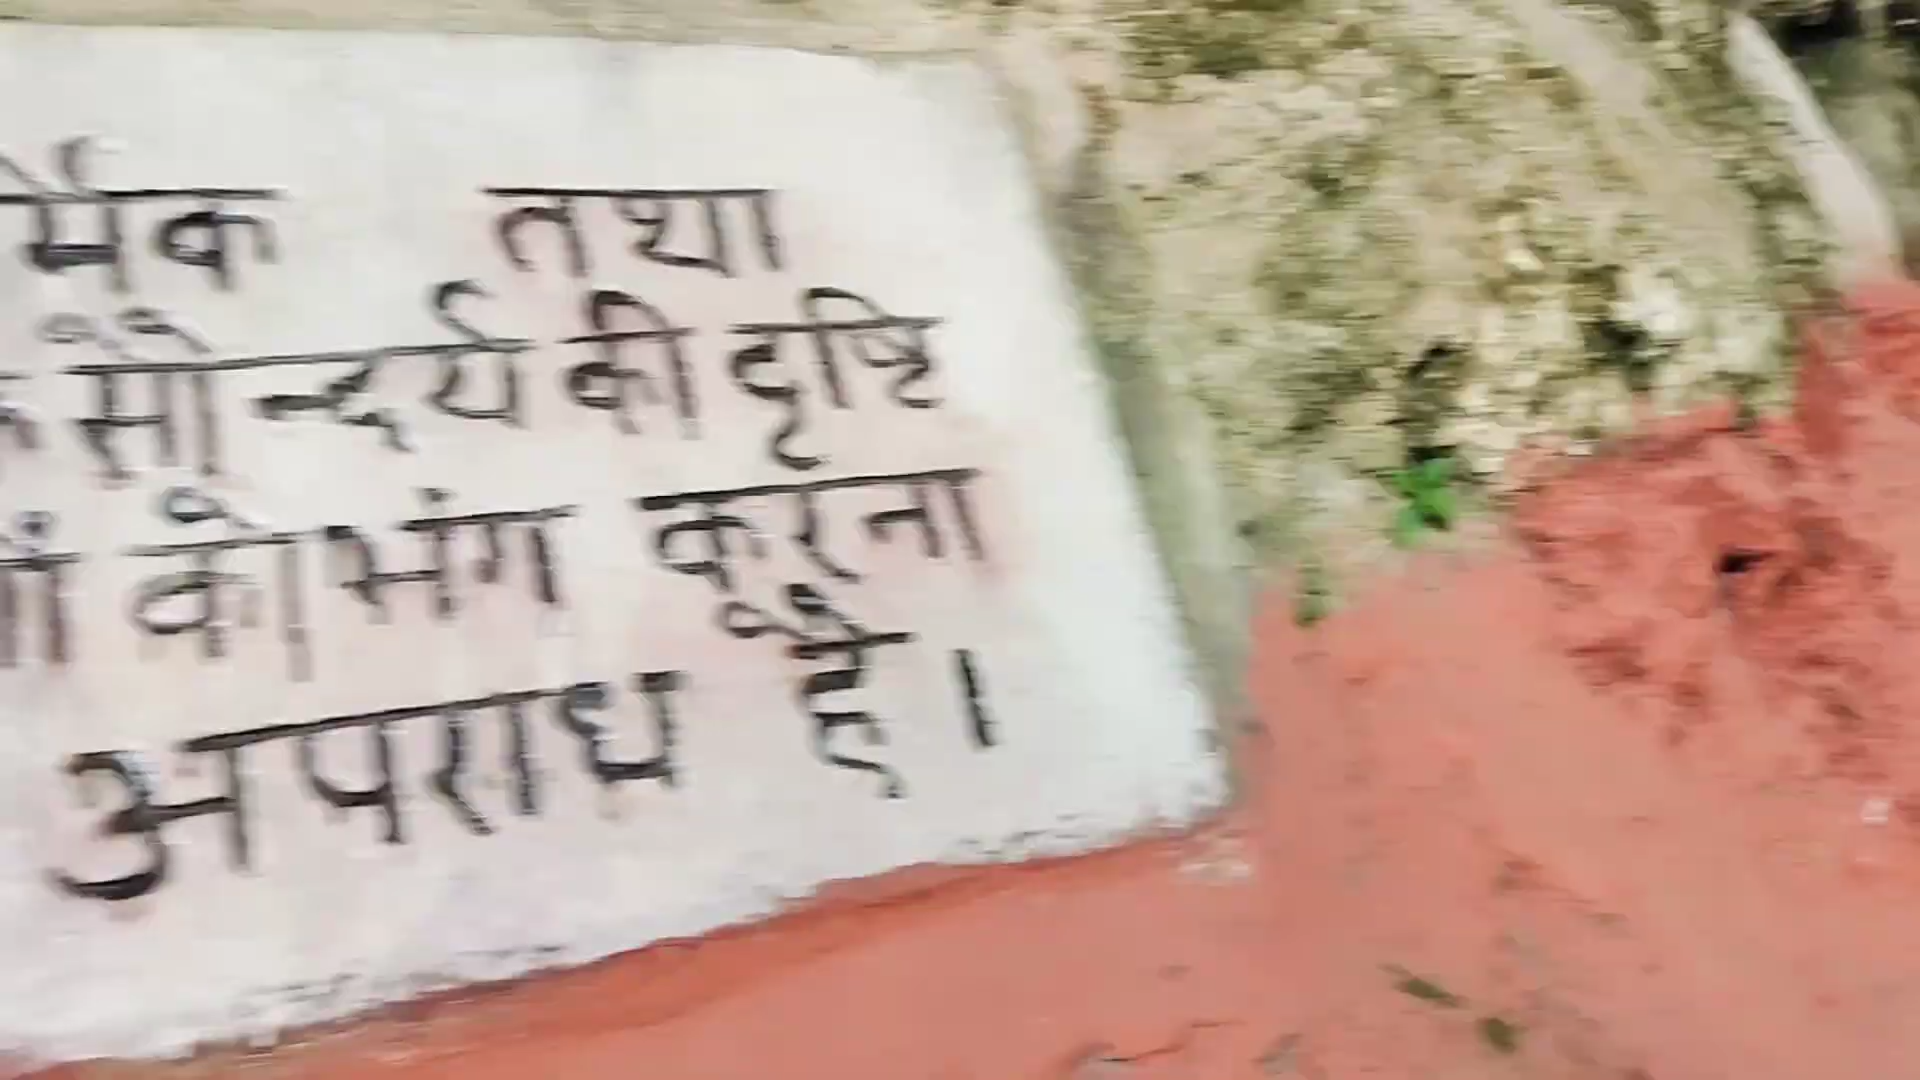 तथा
सौन्दर्य की दृष्टि
को भंग करना
अपराध है।